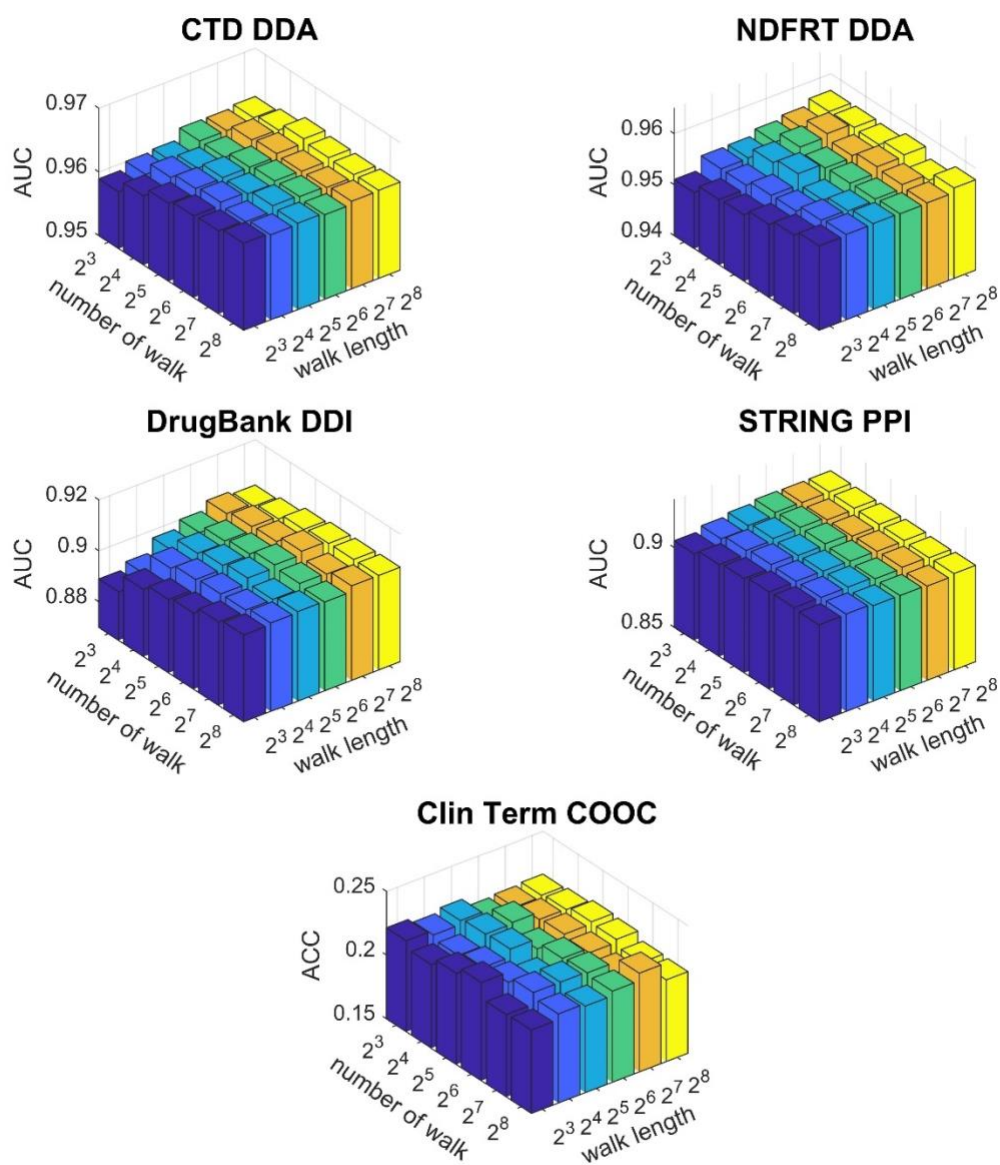 CTD DDA
AUC
0.97
0.96
0.95
2^3 2^4 2^5 2^6 2^7 2^8
number of walk
2^3 2^4 2^5 2^6 2^7 2^8
walk length
NDFRT DDA
AUC
0.96
0.95
0.94
2^3 2^4 2^5 2^6 2^7 2^8
number of walk
2^3 2^4 2^5 2^6 2^7 2^8
walk length
DrugBank DDI
AUC
0.92
0.9
0.88
2^3 2^4 2^5 2^6 2^7 2^8
number of walk
2^3 2^4 2^5 2^6 2^7 2^8
walk length
STRING PPI
AUC
0.9
0.85
2^3 2^4 2^5 2^6 2^7 2^8
number of walk
2^3 2^4 2^5 2^6 2^7 2^8
walk length
Clin Term COOC
ACC
0.25
0.2
0.15
2^3 2^4 2^5 2^6 2^7 2^8
number of walk
2^3 2^4 2^5 2^6 2^7 2^8
walk length